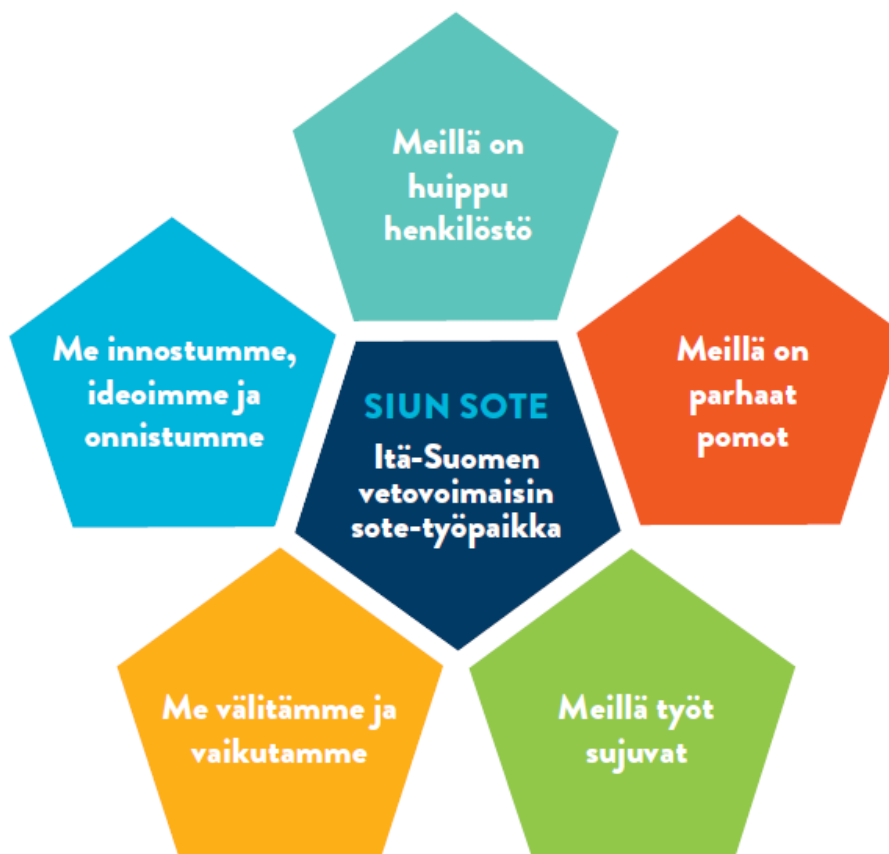 Meillä on
huippu
henkilöstö
Me innostumme,
ideoimme ja
onnistumme
SIUN SOTE
Itä-Suomen
vetovoimaisin
sote-työpaikka
Meillä on
parhaat
pomot
Me välitämme ja
vaikutamme
Meillä työt
sujuvat